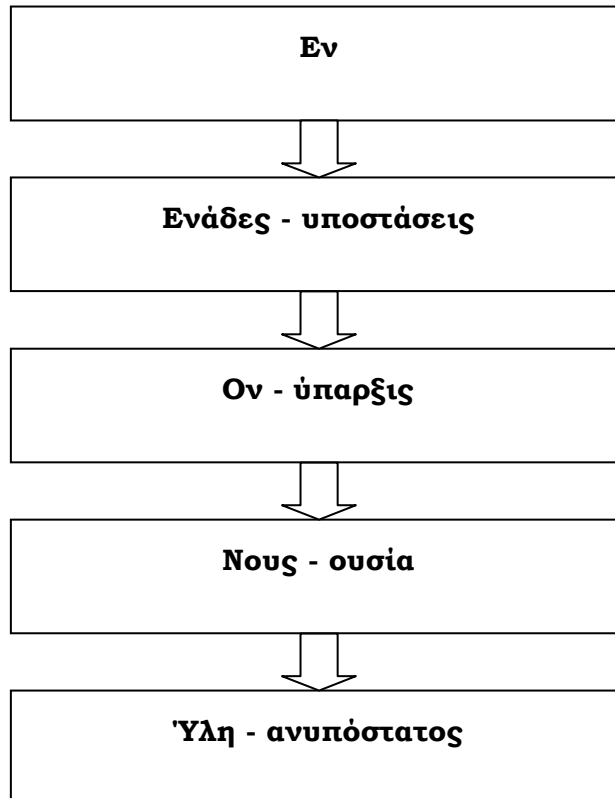 Εν
Ενάδες - υποστάσεις
Ον - ύπαρξις
Νους - ουσία
Ύλη - ανυπόστατος